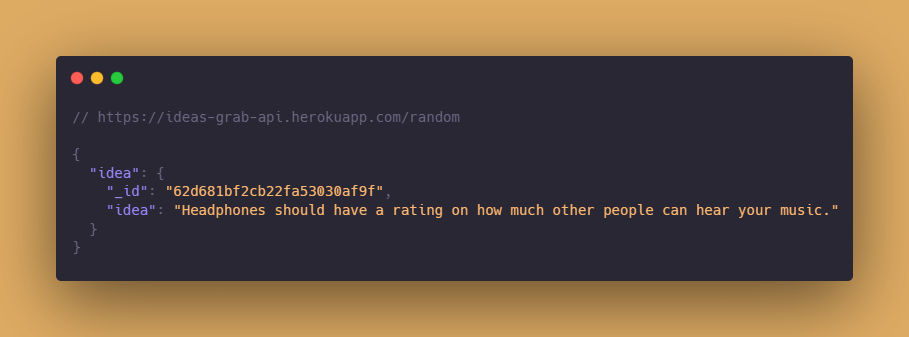 // https://ideas-grab-api.herokuapp.com/random
{
"idea": {
"_id": "62d681bf2cb22fa53030af9f",
"idea": "Headphones should have a rating on how much other people can hear your music."
}
}